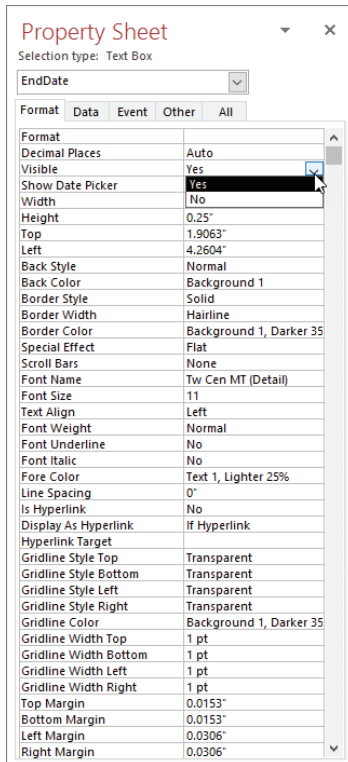 Property Sheet
Selection type: Text Box
EndDate
Format Data Event Other All
Format
Decimal Places Auto
Visible Yes
Show Date Picker Yes
Width No
Height 0.25"
Top 1.9063"
Left 4.2604"
Back Style Normal
Back Color Background 1
Border Style Solid
Border Width Hairline
Border Color Background 1, Darker 35
Special Effect Flat
Scroll Bars None
Font Name Tw Cen MT (Detail)
Font Size 11
Text Align Left
Font Weight Normal
Font Underline No
Font Italic No
Fore Color Text 1, Lighter 25%
Line Spacing 0"
Is Hyperlink No
Display As Hyperlink If Hyperlink
Hyperlink Target
Gridline Style Top Transparent
Gridline Style Bottom Transparent
Gridline Style Left Transparent
Gridline Style Right Transparent
Gridline Color Background 1, Darker 35
Gridline Width Top 1 pt
Gridline Width Bottom 1 pt
Gridline Width Left 1 pt
Gridline Width Right 1 pt
Top Margin 0.0153"
Bottom Margin 0.0153"
Left Margin 0.0306"
Right Margin 0.0306"